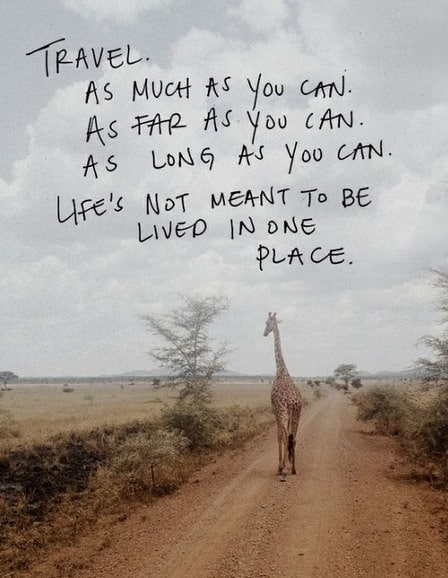 TRAVEL.
AS MUCH AS YOU CAN.
AS FAR AS YOU CAN.
AS LONG AS YOU CAN.
LIFE'S NOT MEANT TO BE
LIVED IN ONE
PLACE.